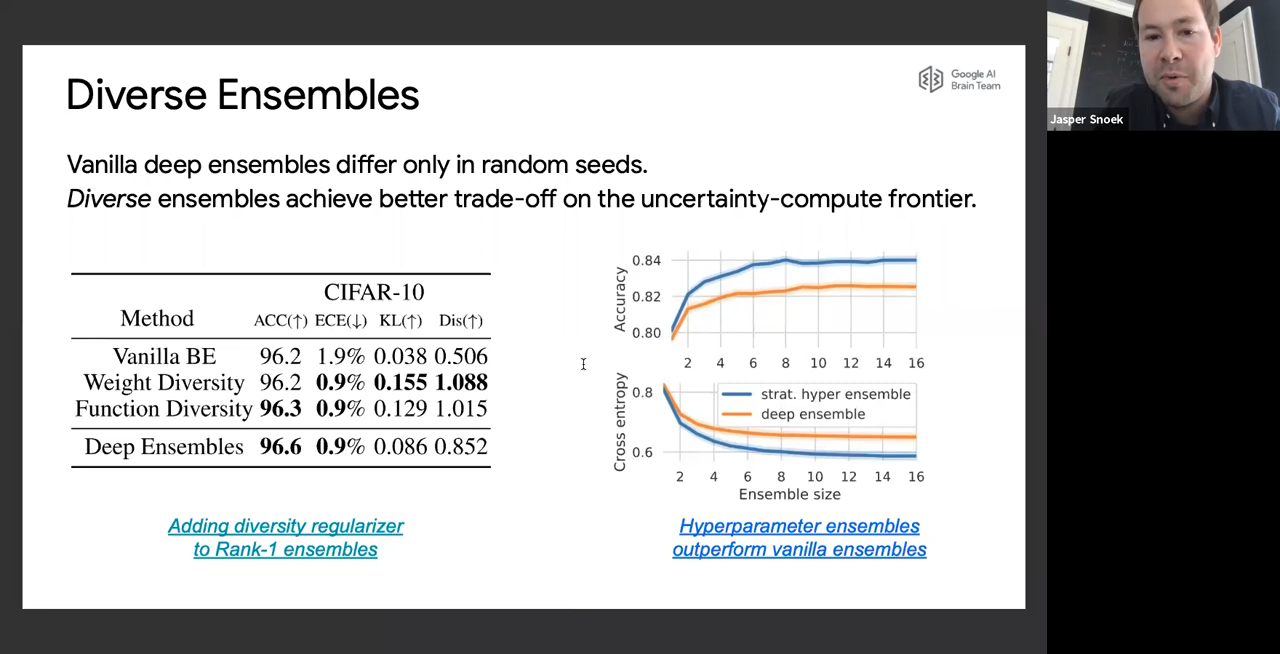 Diverse Ensembles
Google AI
Brain Team
Jasper Snoek
Vanilla deep ensembles differ only in random seeds.
Diverse ensembles achieve better trade-off on the uncertainty-compute frontier.
CIFAR-10
Method ACC(↑) ECE(↓) KL(↑) Dis(↑)
Vanilla BE 96.2 1.9% 0.038 0.506
Weight Diversity 96.2 0.9% 0.155 1.088
Function Diversity 96.3 0.9% 0.129 1.015
Deep Ensembles 96.6 0.9% 0.086 0.852
Adding diversity regularizer
to Rank-1 ensembles
Accuracy
0.84
0.82
0.80
2 4 6 8 10 12 14 16
Cross entropy
0.8
0.6
strat. hyper ensemble
deep ensemble
2 4 6 8 10 12 14 16
Ensemble size
Hyperparameter ensembles
outperform vanilla ensembles